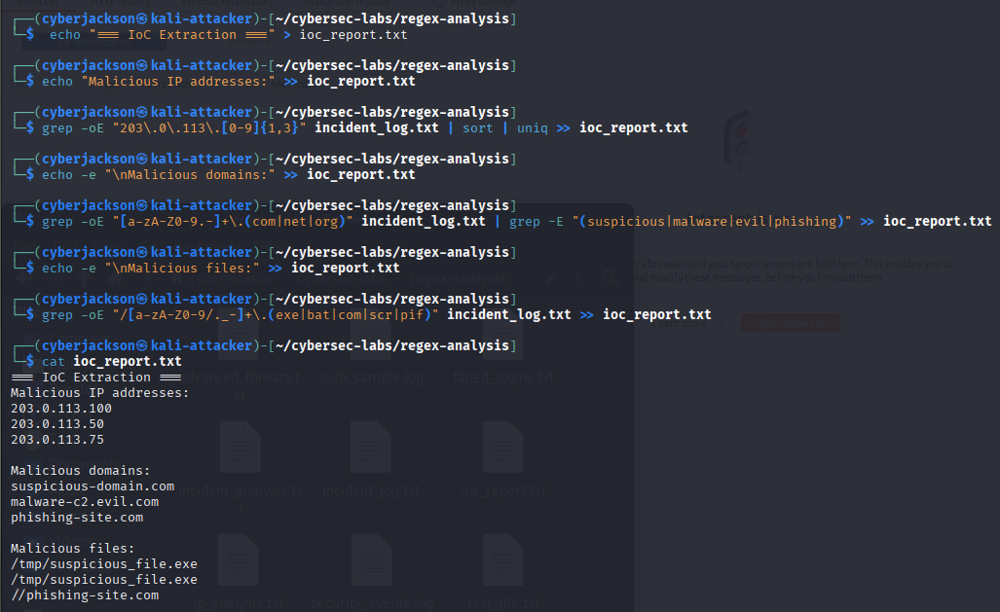 ┌──(cyberjackson㉿kali-attacker)-[~/cybersec-labs/regex-analysis]
└─$ echo "=== IoC Extraction ===" > ioc_report.txt
┌──(cyberjackson㉿kali-attacker)-[~/cybersec-labs/regex-analysis]
└─$ echo "Malicious IP addresses:" >> ioc_report.txt
┌──(cyberjackson㉿kali-attacker)-[~/cybersec-labs/regex-analysis]
└─$ grep -oE "203\.0\.113\.[0-9]{1,3}" incident_log.txt | sort | uniq >> ioc_report.txt
┌──(cyberjackson㉿kali-attacker)-[~/cybersec-labs/regex-analysis]
└─$ echo -e "\nMalicious domains:" >> ioc_report.txt
┌──(cyberjackson㉿kali-attacker)-[~/cybersec-labs/regex-analysis]
└─$ grep -oE "[a-zA-Z0-9.-]+\.(com|net|org)" incident_log.txt | grep -E "(suspicious|malware|evil|phishing)" >> ioc_report.txt
┌──(cyberjackson㉿kali-attacker)-[~/cybersec-labs/regex-analysis]
└─$ echo -e "\nMalicious files:" >> ioc_report.txt
┌──(cyberjackson㉿kali-attacker)-[~/cybersec-labs/regex-analysis]
└─$ grep -oE "/[a-zA-Z0-9/._-]+\.(exe|bat|com|scr|pif)" incident_log.txt >> ioc_report.txt
┌──(cyberjackson㉿kali-attacker)-[~/cybersec-labs/regex-analysis]
└─$ cat ioc_report.txt
=== IoC Extraction ===
Malicious IP addresses:
203.0.113.100
203.0.113.50
203.0.113.75
Malicious domains:
suspicious-domain.com
malware-c2.evil.com
phishing-site.com
Malicious files:
/tmp/suspicious_file.exe
/tmp/suspicious_file.exe
//phishing-site.com